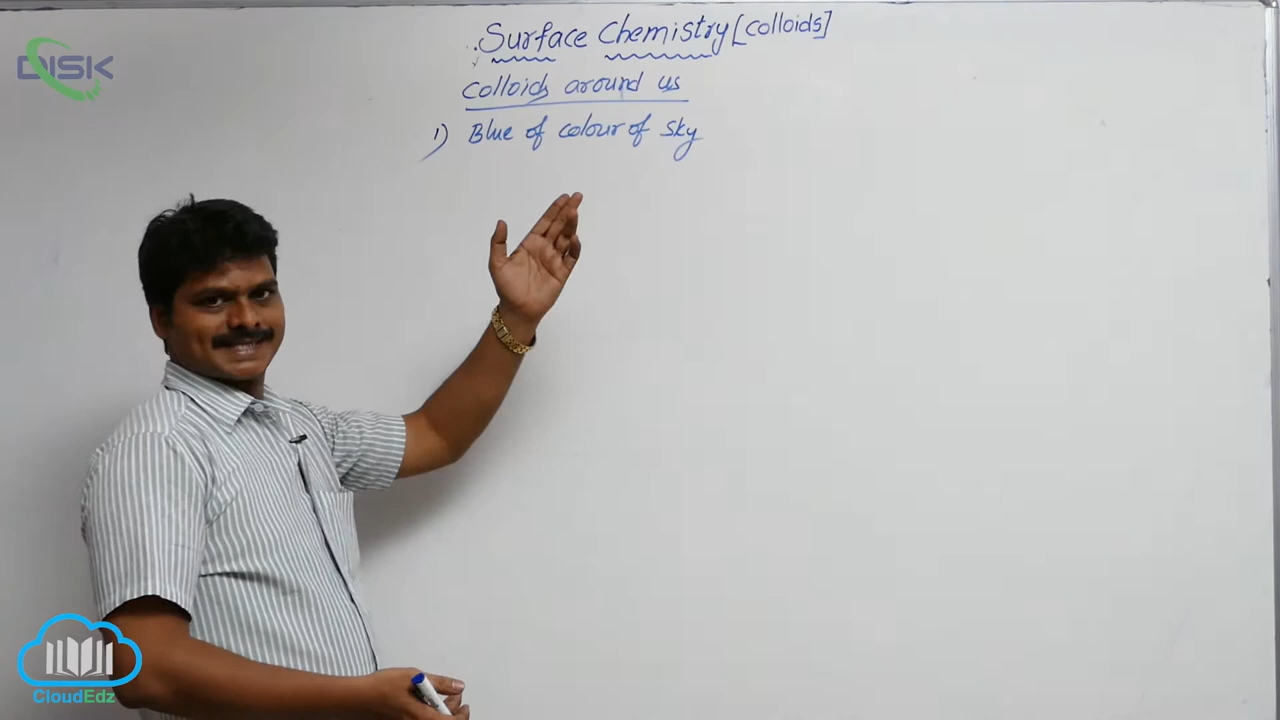 Surface Chemistry [colloids]
colloids around us
1) Blue of colour of sky
DISK
CloudEdz